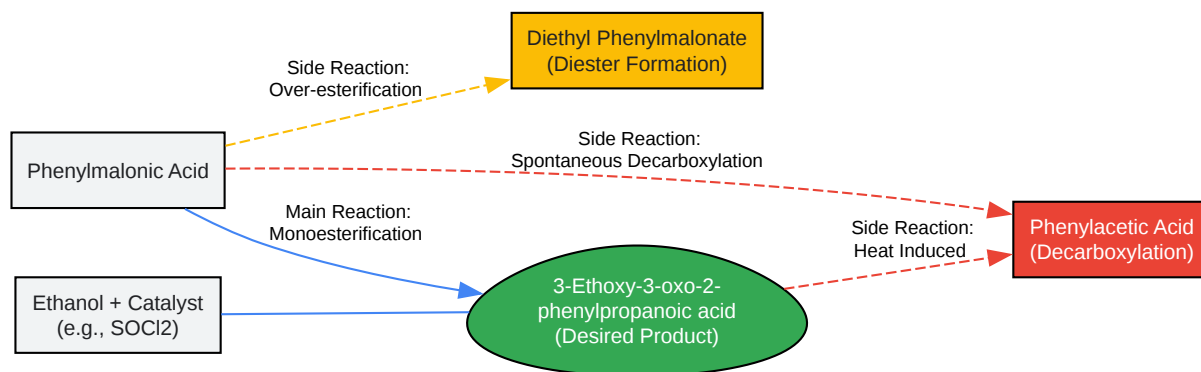 Diethyl Phenylmalonate
(Diester Formation)
Side Reaction:
Over-esterification
Side Reaction:
Spontaneous Decarboxylation
Phenylmalonic Acid
Main Reaction:
Monoesterification
Side Reaction:
Heat Induced
Phenylacetic Acid
(Decarboxylation)
Ethanol + Catalyst
(e.g., SOCl2)
3-Ethoxy-3-oxo-2-
phenylpropanoic acid
(Desired Product)